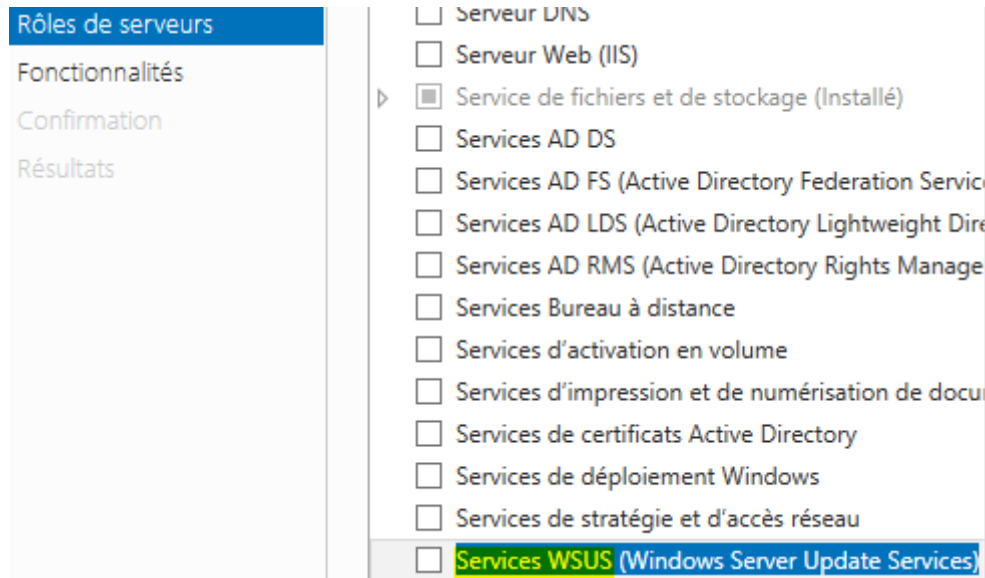 Rôles de serveurs
Fonctionnalités
Confirmation
Résultats
Serveur DNS
Serveur Web (IIS)
Service de fichiers et de stockage (Installé)
Services AD DS
Services AD FS (Active Directory Federation Servic
Services AD LDS (Active Directory Lightweight Dire
Services AD RMS (Active Directory Rights Manage
Services Bureau à distance
Services d’activation en volume
Services d’impression et de numérisation de docu
Services de certificats Active Directory
Services de déploiement Windows
Services de stratégie et d’accès réseau
Services WSUS (Windows Server Update Services)